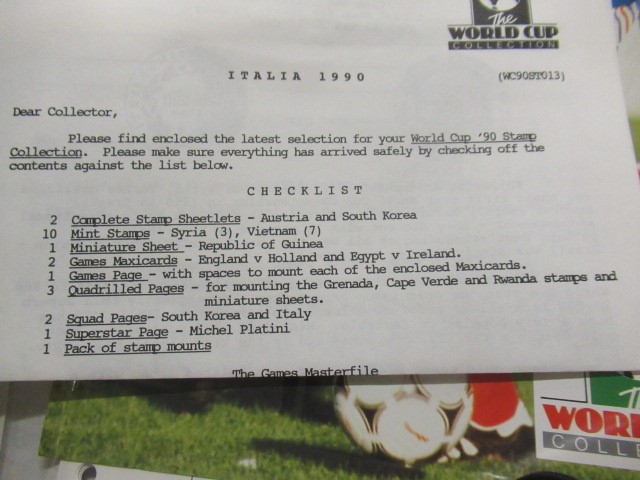 The
WORLD CUP
COLLECTION
ITALIA 1990 (WC90ST013)
Dear Collector,
Please find enclosed the latest selection for your World Cup '90 Stamp
Collection. Please make sure everything has arrived safely by checking off the
contents against the list below.
CHECKLIST
2 Complete Stamp Sheetlets - Austria and South Korea
10 Mint Stamps - Syria (3), Vietnam (7)
1 Miniature Sheet - Republic of Guinea
2 Games Maxicards - England v Holland and Egypt v Ireland.
1 Games Page - with spaces to mount each of the enclosed Maxicards.
3 Quadrilled Pages - for mounting the Grenada, Cape Verde and Rwanda stamps and
miniature sheets.
2 Squad Pages- South Korea and Italy
1 Superstar Page - Michel Platini
1 Pack of stamp mounts
The Games Masterfile